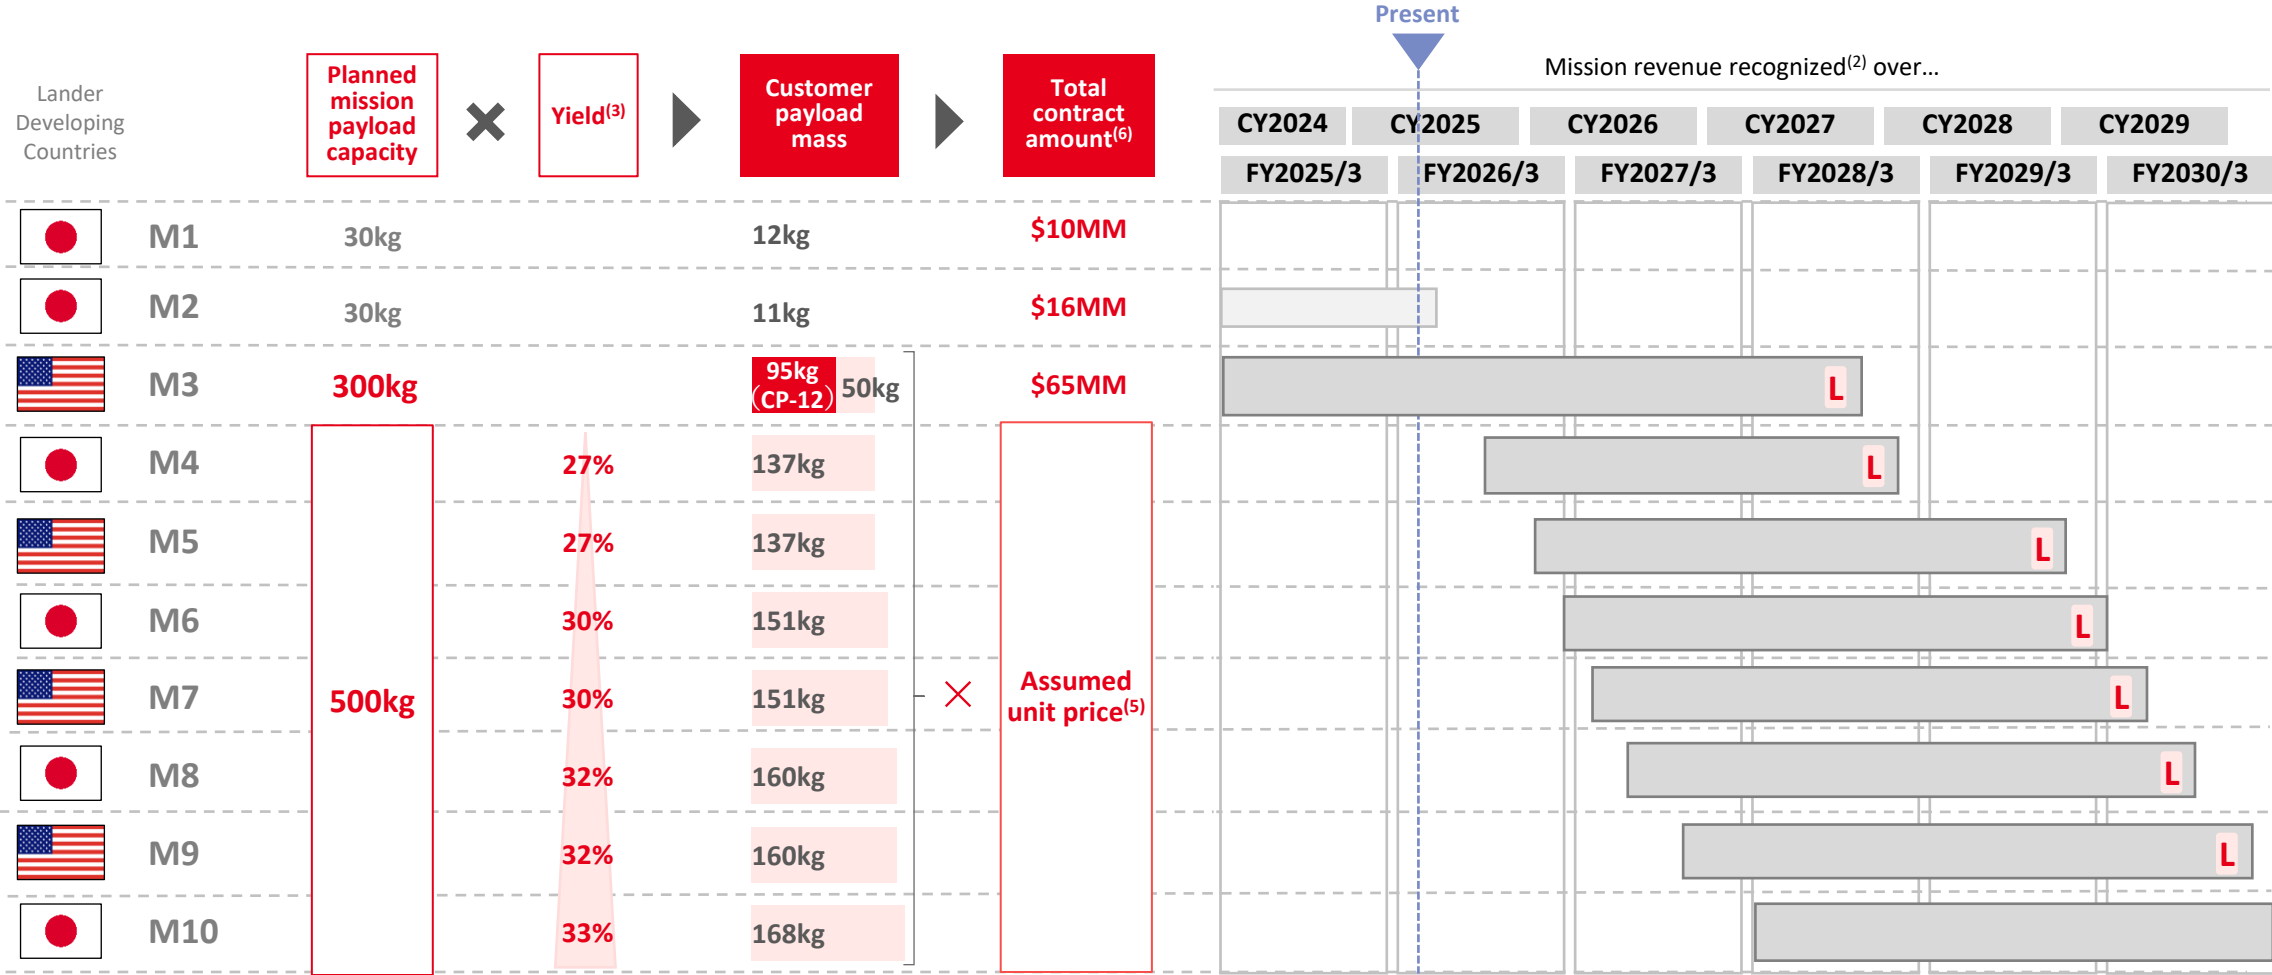 Present
Mission revenue recognized(2) over…
Lander
Developing
Countries
Planned
mission
payload
capacity
Yield(3)
Customer
payload
mass
Total
contract
amount(6)
CY2024 CY2025 CY2026 CY2027 CY2028 CY2029
FY2025/3 FY2026/3 FY2027/3 FY2028/3 FY2029/3 FY2030/3
M1 30kg 12kg $10MM
M2 30kg 11kg $16MM
M3 300kg 95kg
(CP-12) 50kg $65MM L
M4 27% 137kg L
M5 27% 137kg L
M6 30% 151kg L
M7 500kg 30% 151kg Assumed
unit price(5) L
M8 32% 160kg L
M9 32% 160kg L
M10 33% 168kg